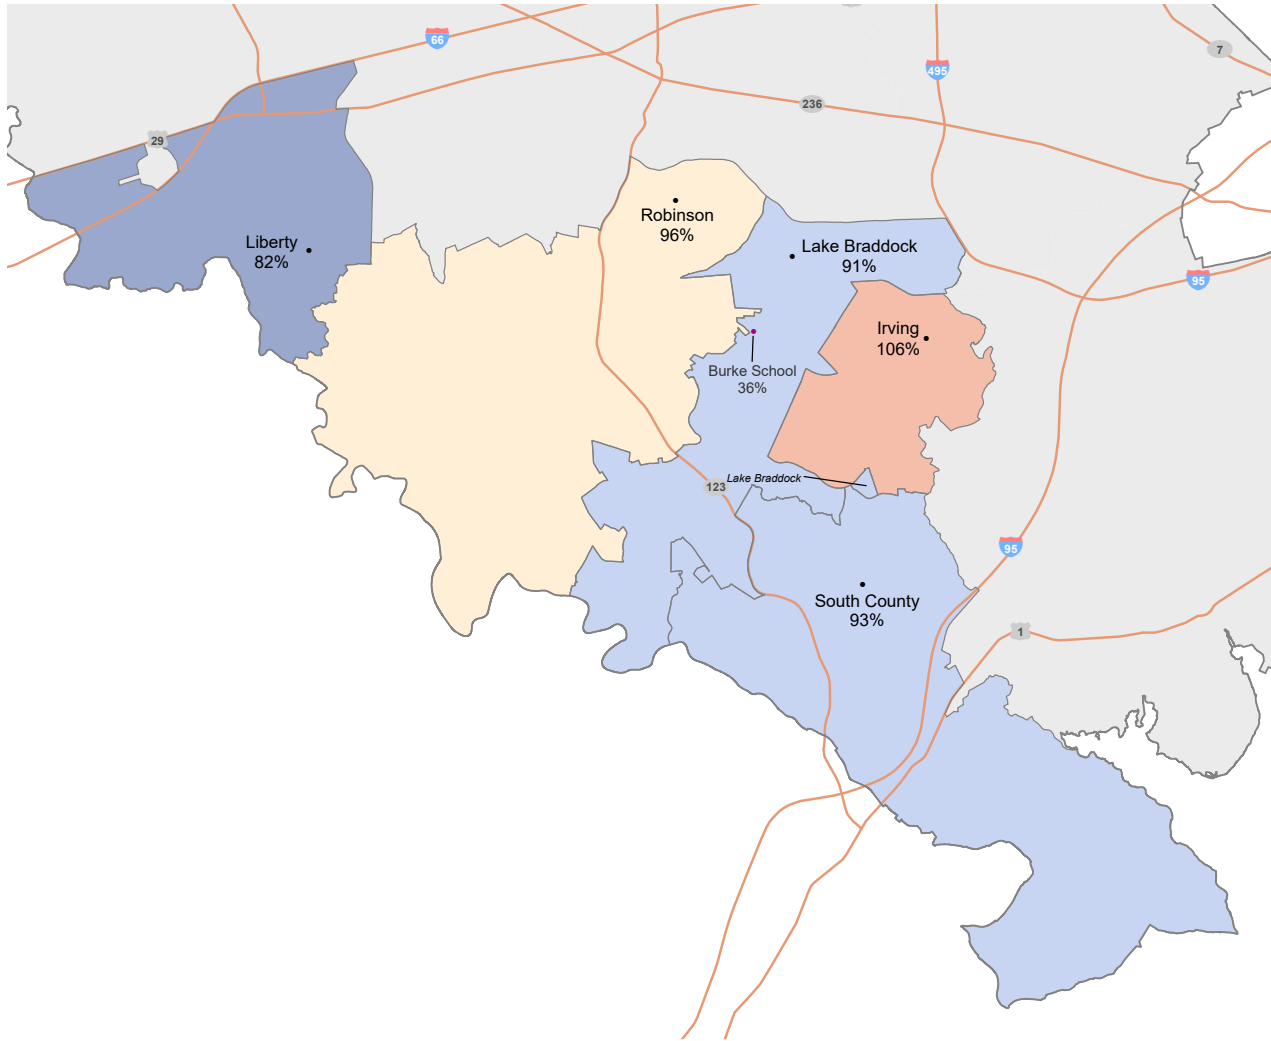 66
495
7
236
29
Robinson
96%
Liberty
82%
Lake Braddock
91%
95
Irving
106%
Burke School
36%
Lake Braddock
123
95
South County
93%
1